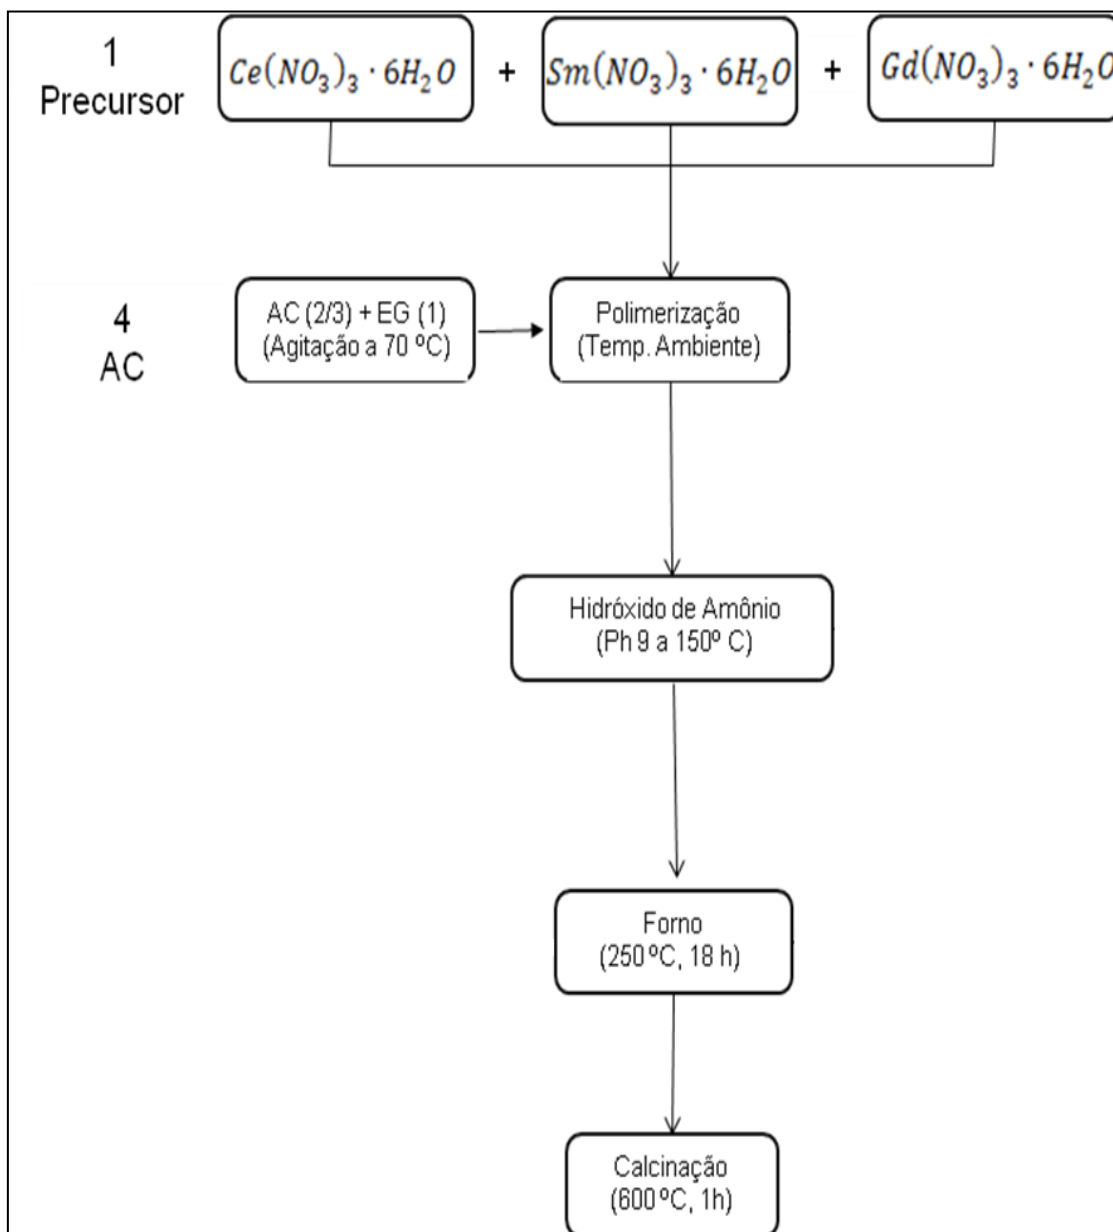 1
Precursor
Ce(NO₃)₃ · 6H₂O + Sm(NO₃)₃ · 6H₂O + Gd(NO₃)₃ · 6H₂O
4
AC
AC (2/3) + EG (1)
(Agitação a 70 ºC)
Polimerização
(Temp. Ambiente)
Hidróxido de Amônio
(Ph 9 a 150º C)
Forno
(250 ºC, 18 h)
Calcinação
(600 ºC, 1h)